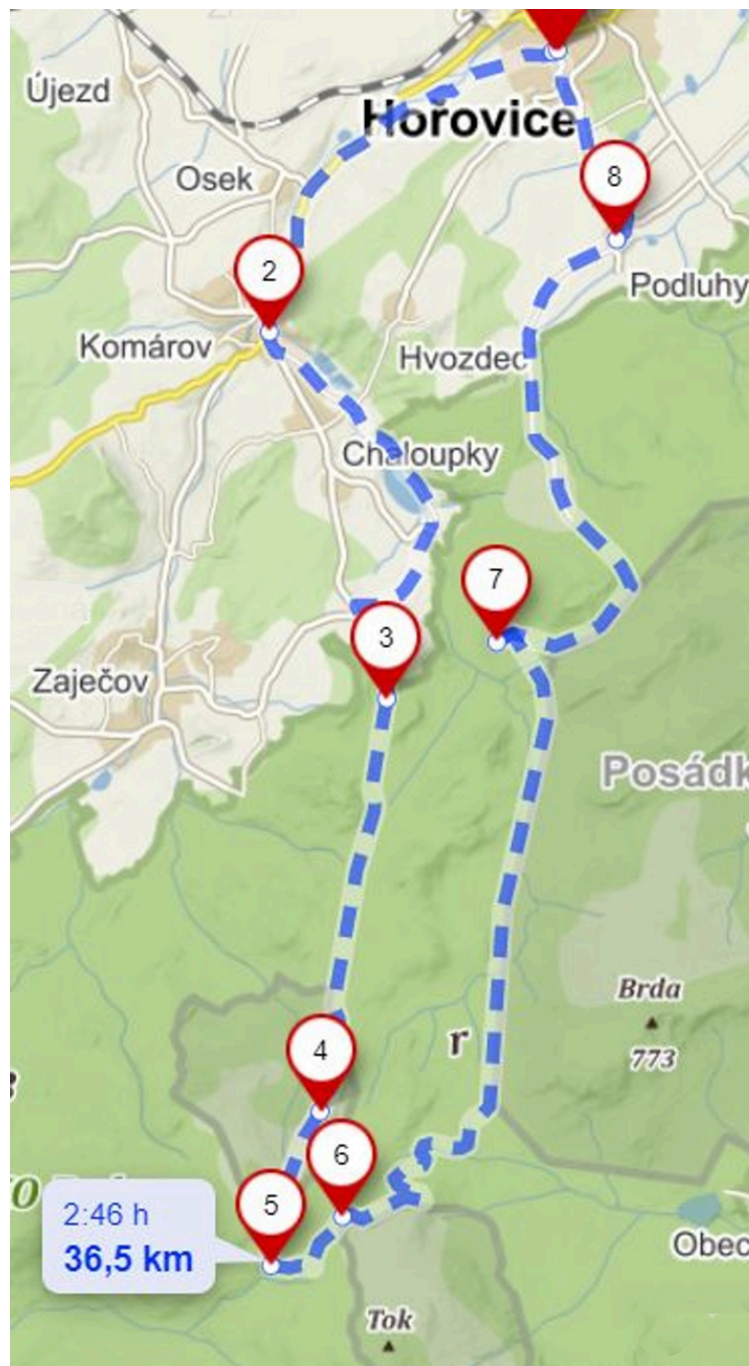 Újezd
Hořovice
Osek
8
2
Podluhy
Komárov
Hvozdec
Chaloupky
7
3
Zaječov
Posádk
Brda
773
4
r
6
5
2:46 h
36,5 km
Obec
Tok